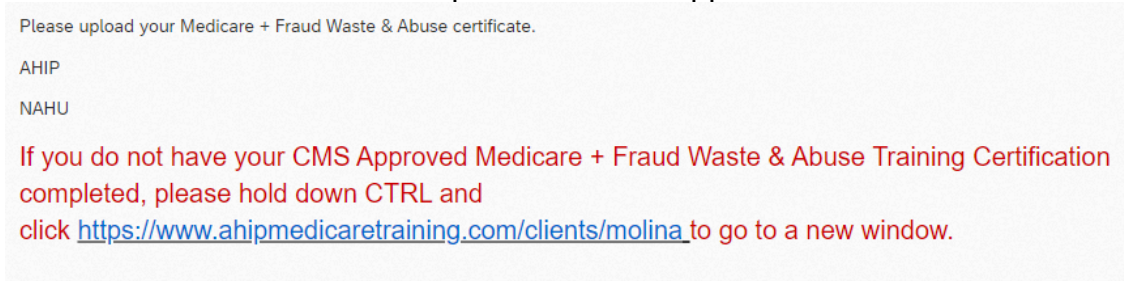 Please upload your Medicare + Fraud Waste & Abuse certificate.
AHIP
NAHU
If you do not have your CMS Approved Medicare + Fraud Waste & Abuse Training Certification
completed, please hold down CTRL and
click https://www.ahipmedicaretraining.com/clients/molina to go to a new window.